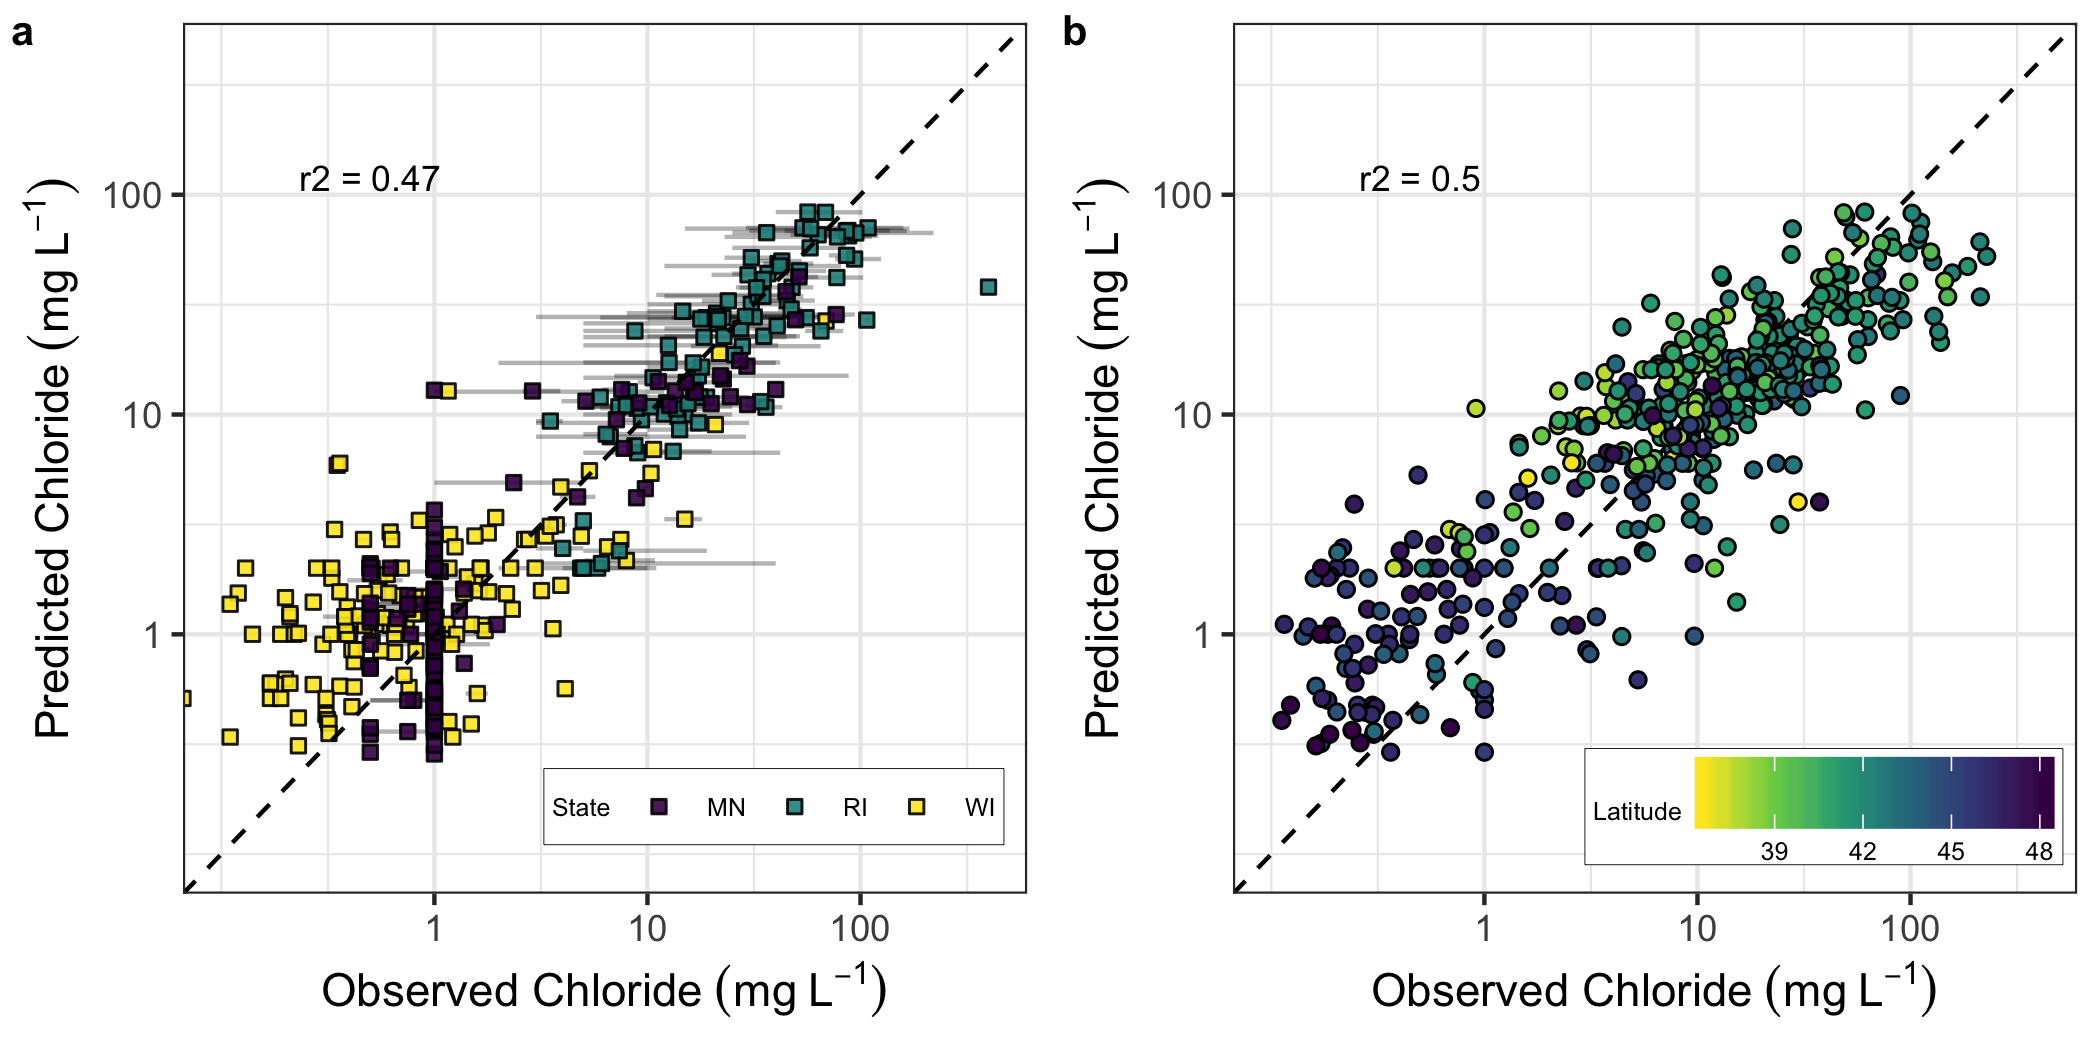 a
r2 = 0.47
100
10
1
Predicted Chloride (mg L⁻¹)
State MN RI WI
1 10 100
Observed Chloride (mg L⁻¹)
b
r2 = 0.5
100
10
1
Predicted Chloride (mg L⁻¹)
Latitude
39 42 45 48
1 10 100
Observed Chloride (mg L⁻¹)